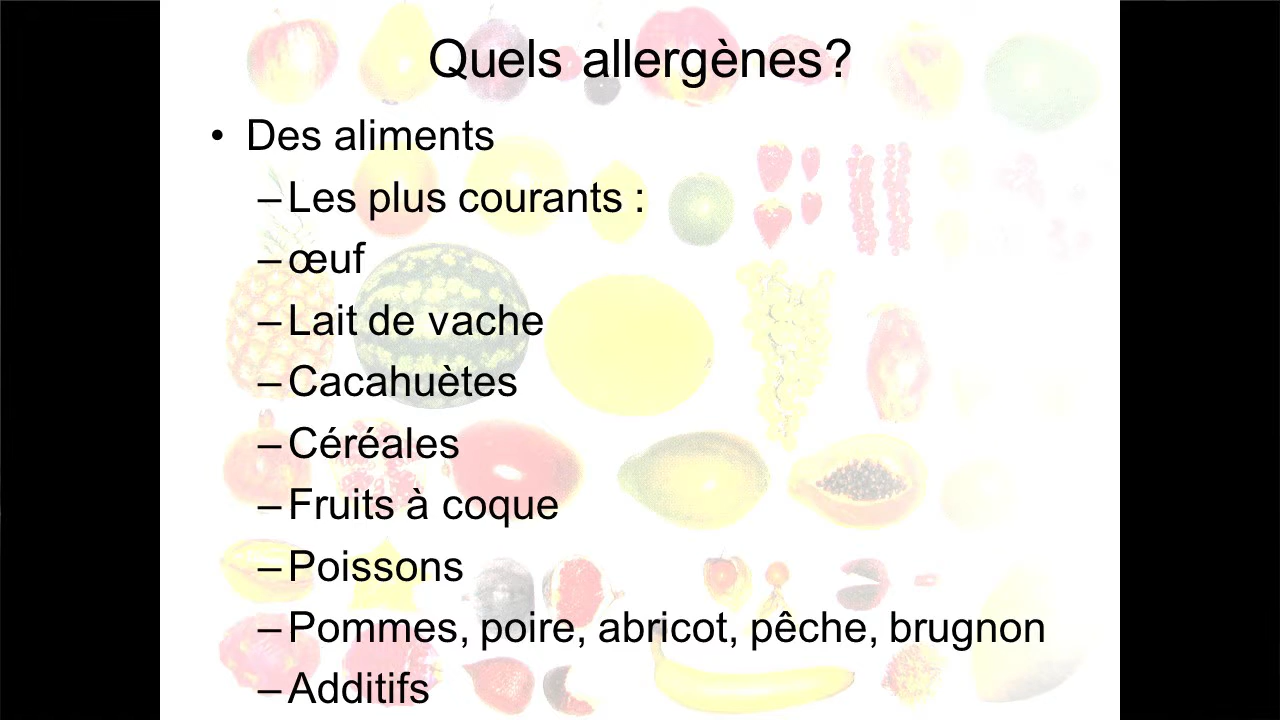 Quels allergènes?
• Des aliments
–Les plus courants :
–œuf
–Lait de vache
–Cacahuètes
–Céréales
–Fruits à coque
–Poissons
–Pommes, poire, abricot, pêche, brugnon
–Additifs